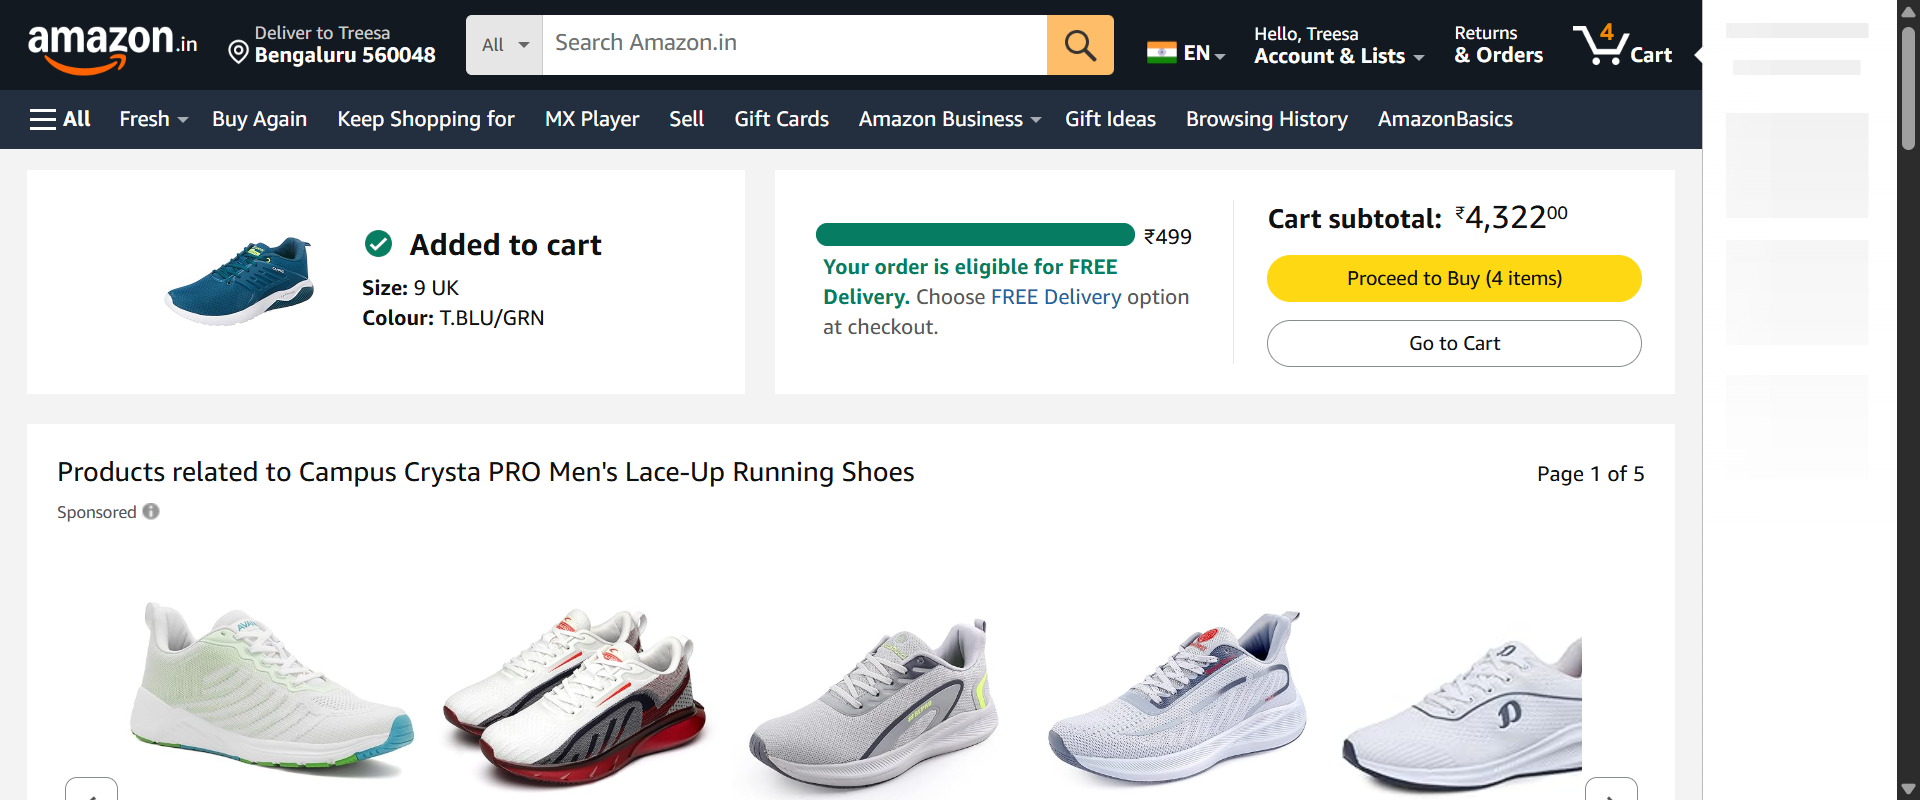 amazon.in
Deliver to Treesa
Bengaluru 560048
All
Search Amazon.in
EN
Hello, Treesa
Account & Lists
Returns
& Orders
4
Cart
All
Fresh
Buy Again
Keep Shopping for
MX Player
Sell
Gift Cards
Amazon Business
Gift Ideas
Browsing History
AmazonBasics
Added to cart
Size: 9 UK
Colour: T.BLU/GRN
₹499
Your order is eligible for FREE
Delivery. Choose FREE Delivery option
at checkout.
Cart subtotal: ₹4,32200
Proceed to Buy (4 items)
Go to Cart
Products related to Campus Crysta PRO Men's Lace-Up Running Shoes
Page 1 of 5
Sponsored